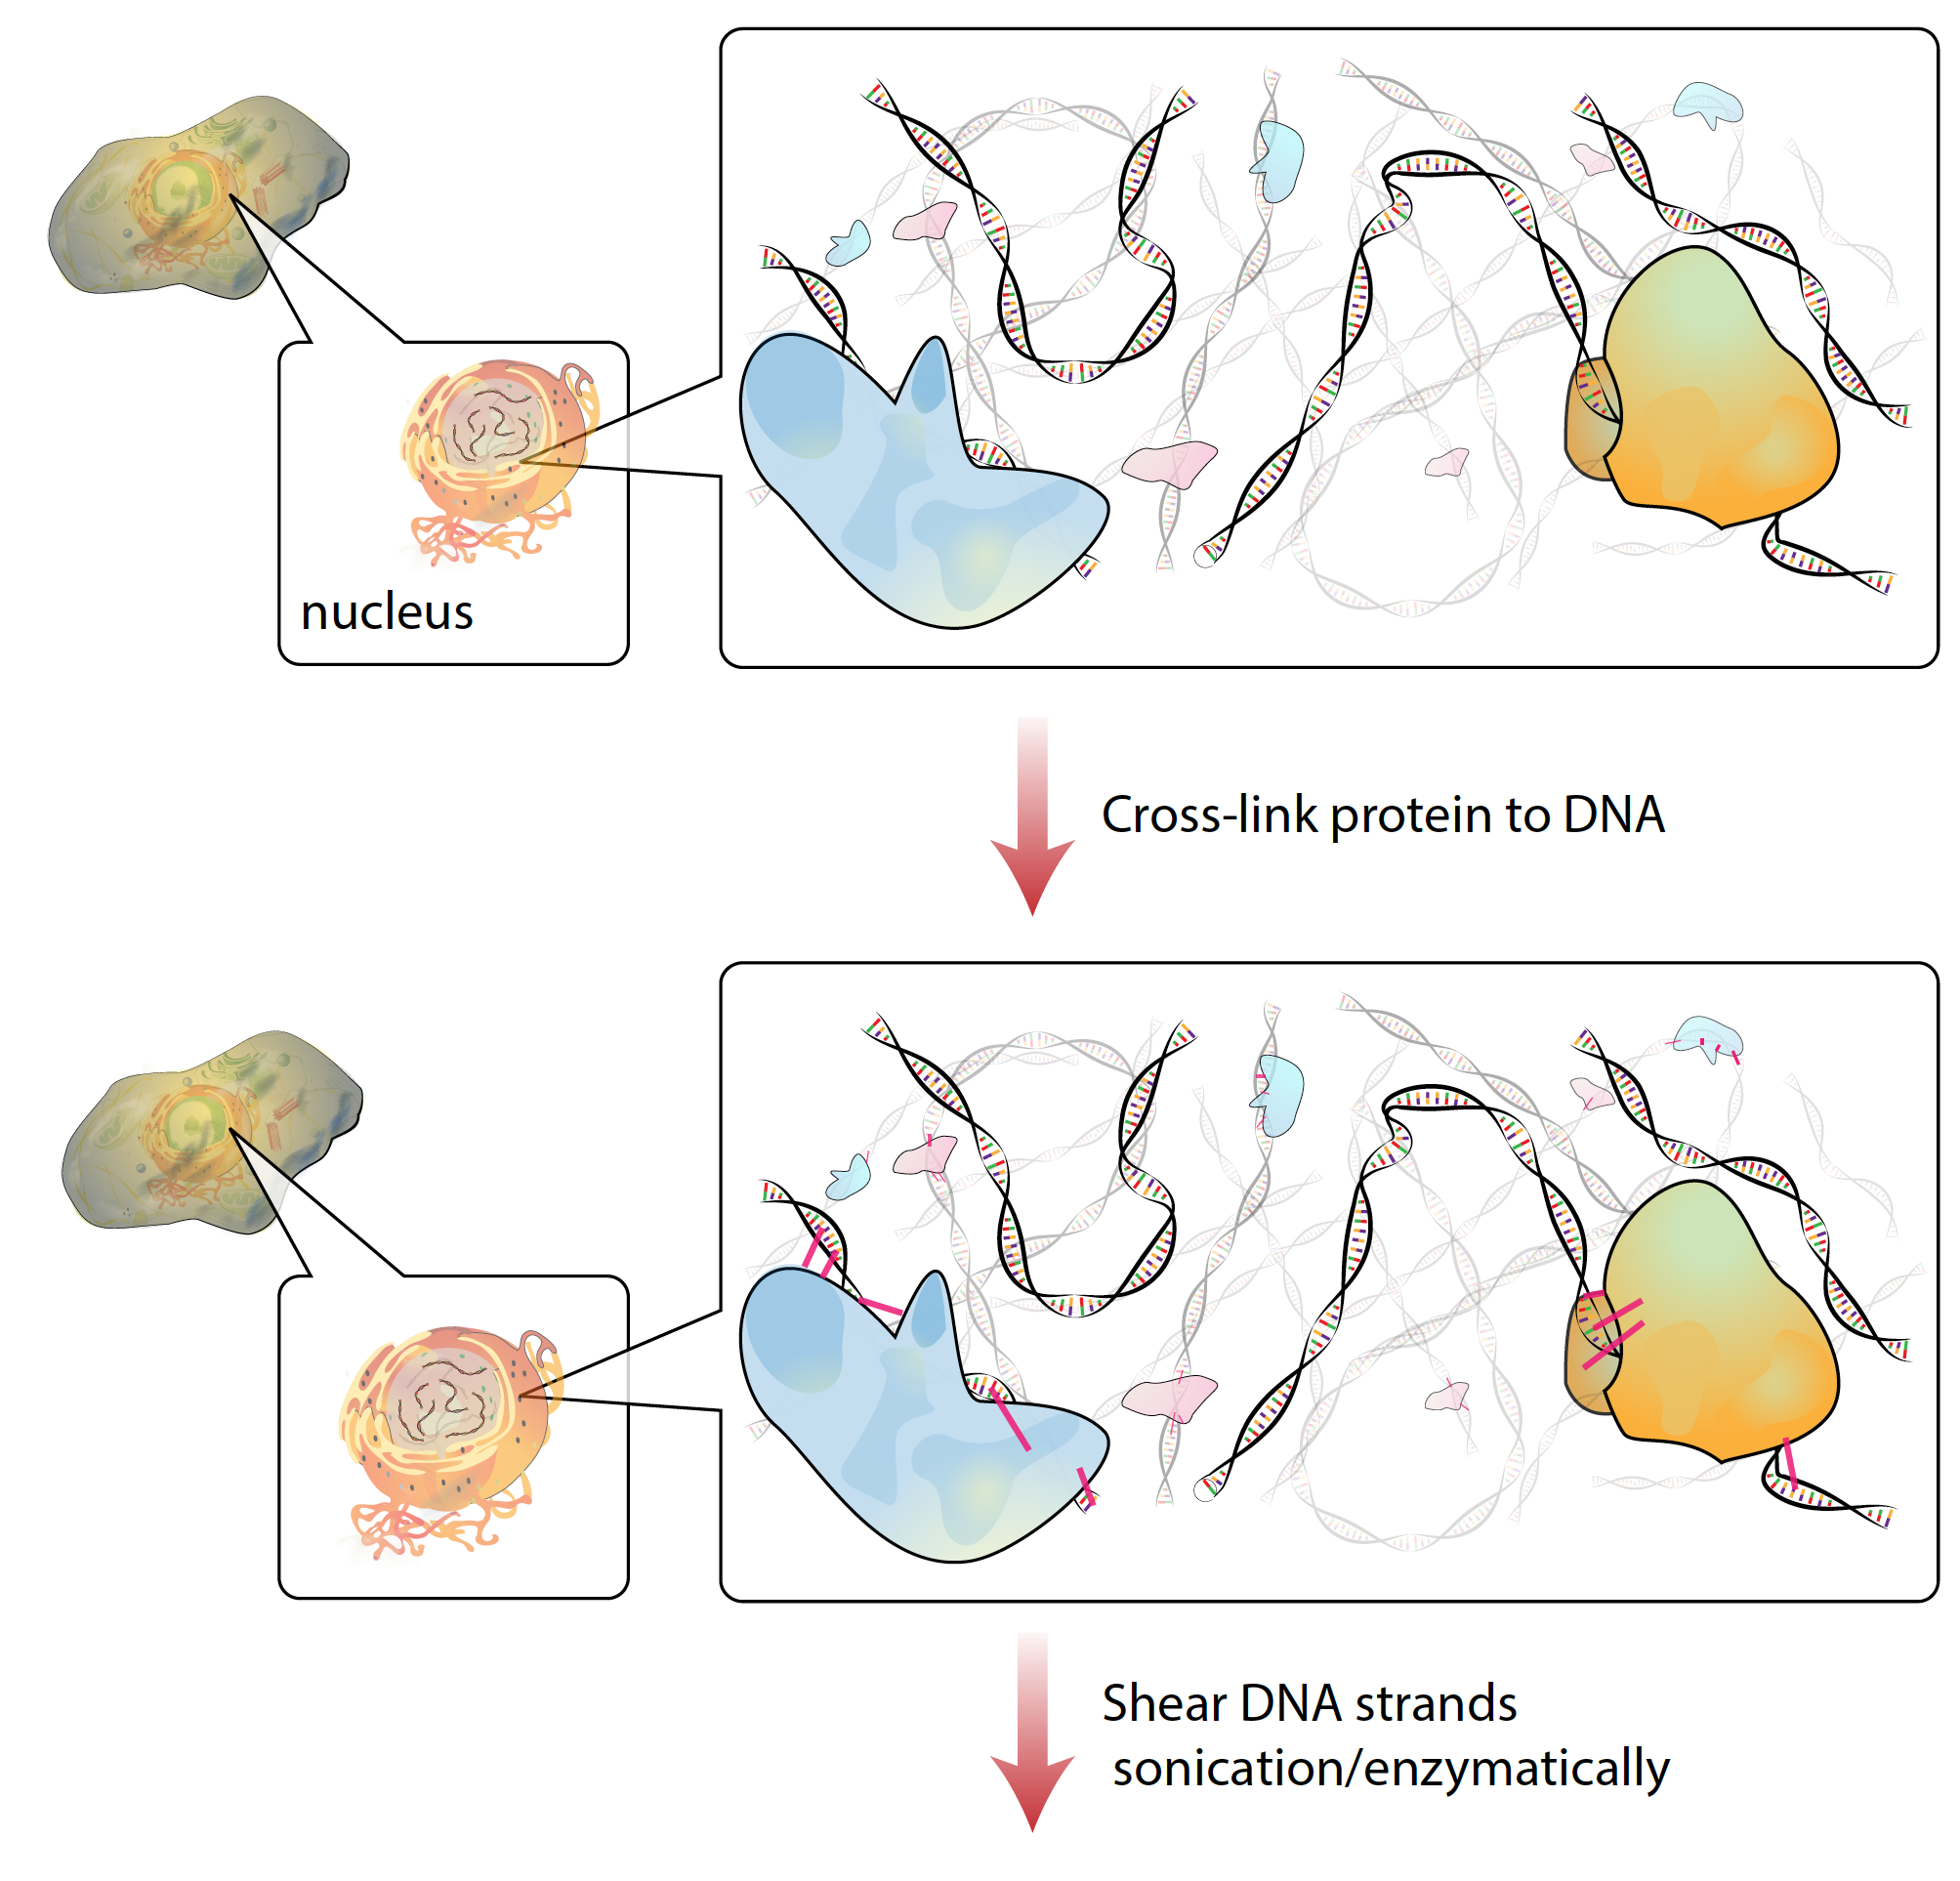 nucleus
Cross-link protein to DNA
Shear DNA strands
sonication/enzymatically